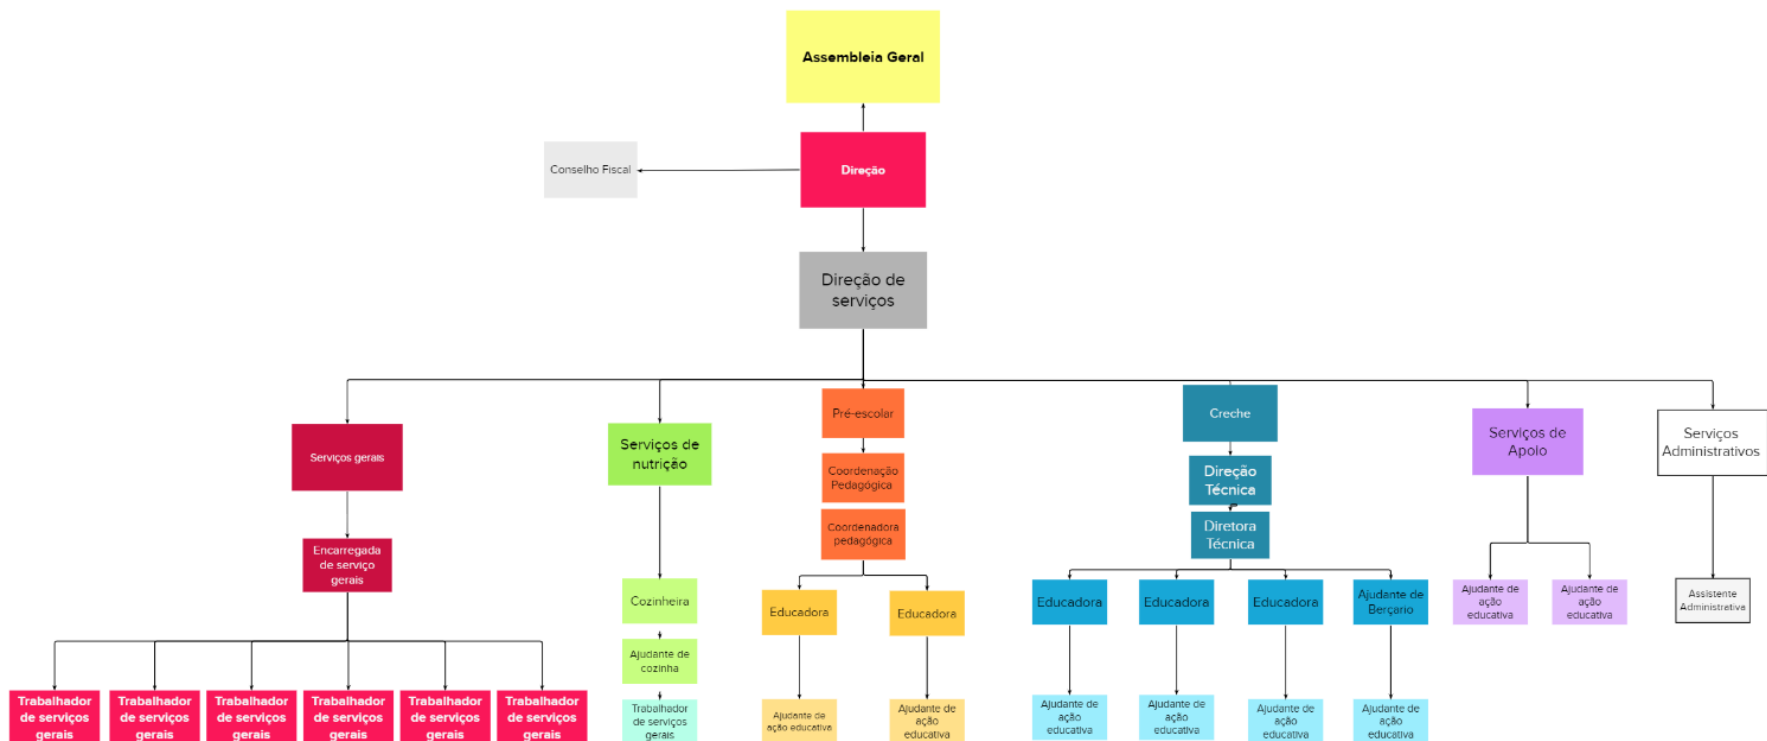 Assembleia Geral
Conselho Fiscal
Direção
Direção de
serviços
Serviços gerais
Serviços de
nutrição
Pré-escolar
Creche
Serviços de
Apoio
Serviços
Administrativos
Coordenação
Pedagógica
Direção
Técnica
Coordenadora
pedagógica
Diretora
Técnica
Encarregada
de serviço
gerais
Cozinheira
Educadora
Educadora
Educadora
Educadora
Educadora
Ajudante de
Berçario
Ajudante de
ação
educativa
Ajudante de
ação
educativa
Assistente
Administrativa
Ajudante de
cozinha
Trabalhador
de serviços
gerais
Trabalhador
de serviços
gerais
Trabalhador
de serviços
gerais
Trabalhador
de serviços
gerais
Trabalhador
de serviços
gerais
Trabalhador
de serviços
gerais
Trabalhador
de serviços
gerais
Ajudante de
ação educativa
Ajudante de
ação
educativa
Ajudante de
ação
educativa
Ajudante de
ação
educativa
Ajudante de
ação
educativa
Ajudante de
ação
educativa